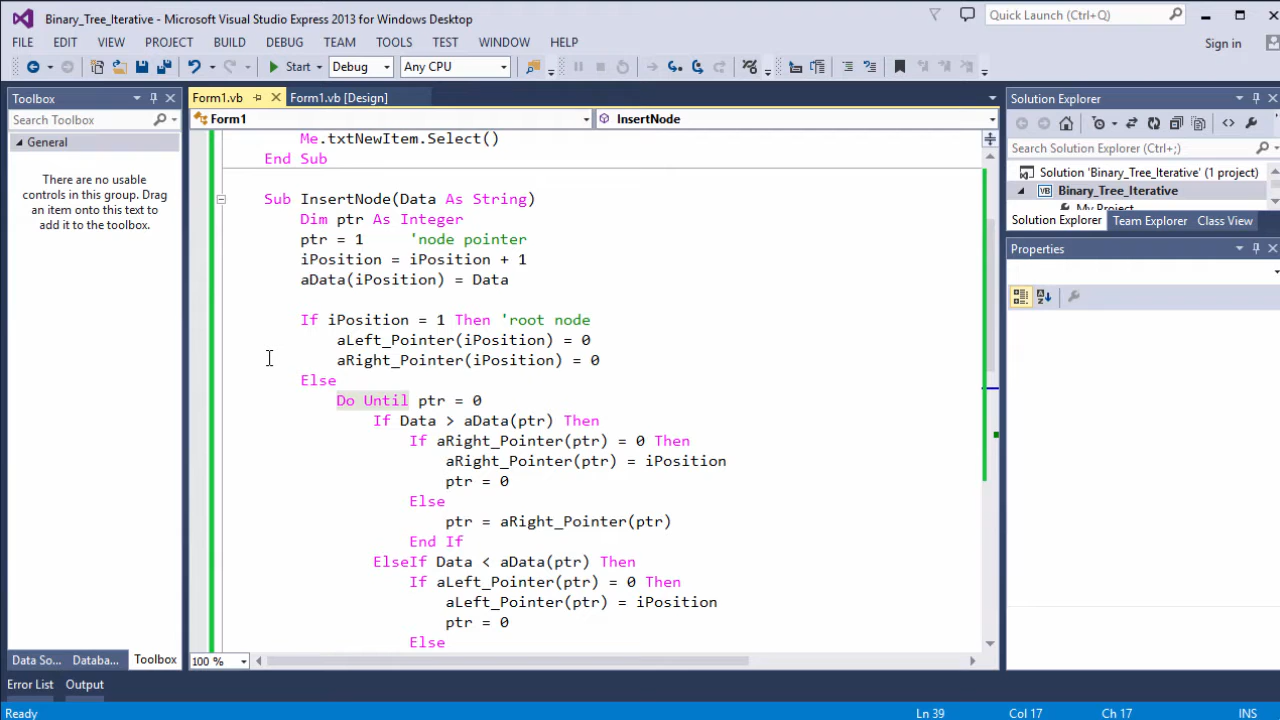 Binary_Tree_Iterative - Microsoft Visual Studio Express 2013 for Windows Desktop
Quick Launch (Ctrl+Q)
FILE EDIT VIEW PROJECT BUILD DEBUG TEAM TOOLS TEST WINDOW HELP
Sign in
Start Debug Any CPU
Toolbox
Search Toolbox
General
There are no usable
controls in this group. Drag
an item onto this text to
add it to the toolbox.
Form1.vb Form1.vb [Design]
Form1 InsertNode
Me.txtNewItem.Select()
End Sub
Sub InsertNode(Data As String)
Dim ptr As Integer
ptr = 1 'node pointer
iPosition = iPosition + 1
aData(iPosition) = Data
If iPosition = 1 Then 'root node
aLeft_Pointer(iPosition) = 0
aRight_Pointer(iPosition) = 0
Else
Do Until ptr = 0
If Data > aData(ptr) Then
If aRight_Pointer(ptr) = 0 Then
aRight_Pointer(ptr) = iPosition
ptr = 0
Else
ptr = aRight_Pointer(ptr)
End If
ElseIf Data < aData(ptr) Then
If aLeft_Pointer(ptr) = 0 Then
aLeft_Pointer(ptr) = iPosition
ptr = 0
Else
100 %
Solution Explorer
Search Solution Explorer (Ctrl+;)
Solution 'Binary_Tree_Iterative' (1 project)
VB Binary_Tree_Iterative
My Project
Solution Explorer Team Explorer Class View
Properties
Data So... Databa... Toolbox
Error List Output
Ready Ln 39 Col 17 Ch 17 INS